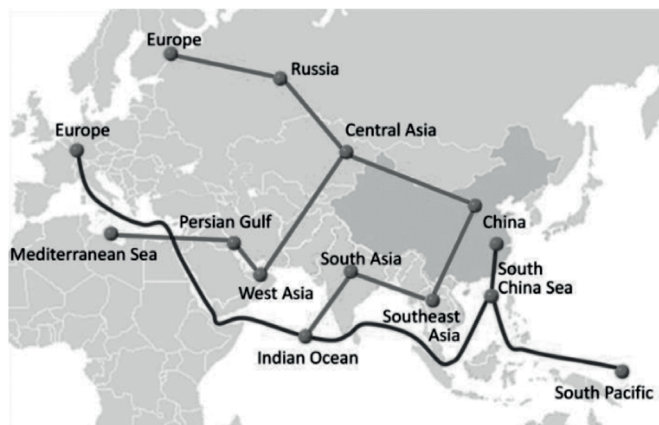 Europe
Russia
Europe
Central Asia
Persian Gulf
China
Mediterranean Sea
South Asia
West Asia
South
China Sea
Southeast
Asia
Indian Ocean
South Pacific